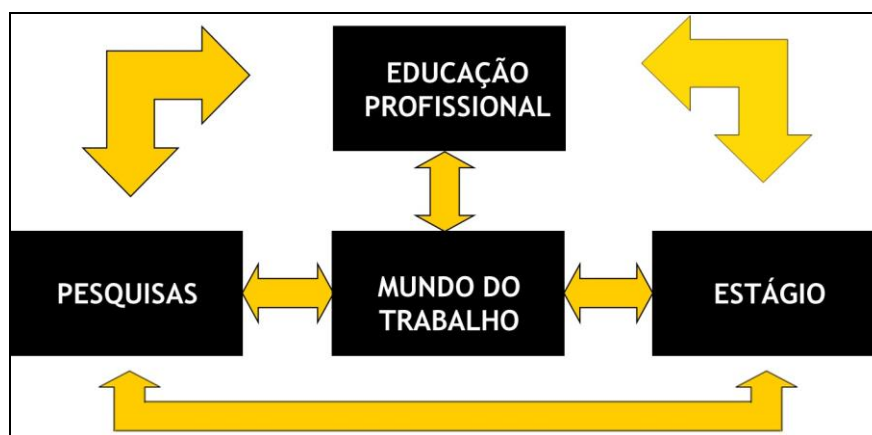 EDUCAÇÃO
PROFISSIONAL
PESQUISAS
MUNDO DO
TRABALHO
ESTÁGIO